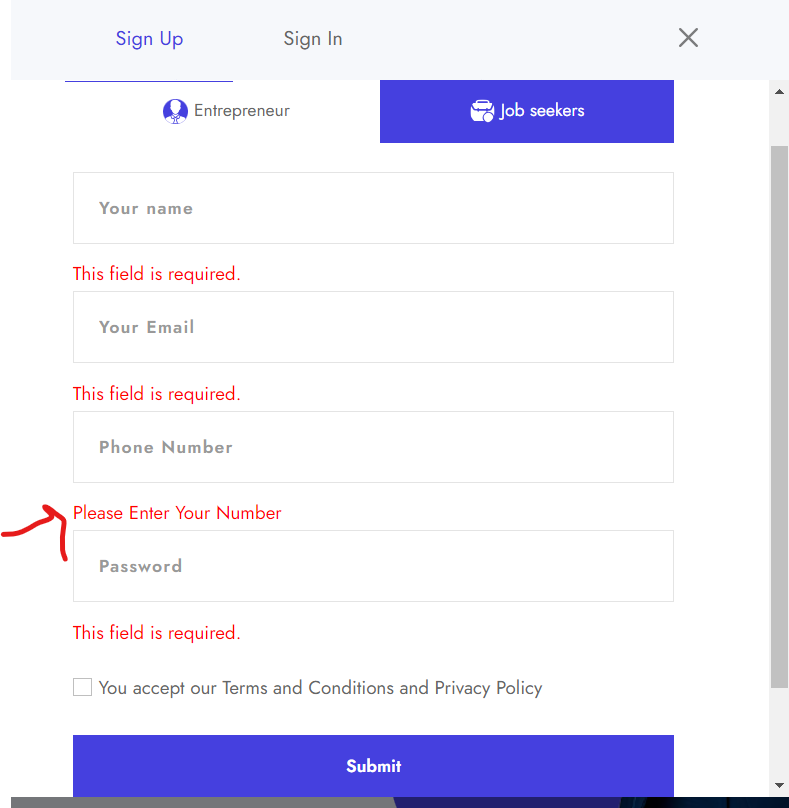 Sign Up Sign In
Entrepreneur Job seekers
Your name
This field is required.
Your Email
This field is required.
Phone Number
Please Enter Your Number
Password
This field is required.
You accept our Terms and Conditions and Privacy Policy
Submit